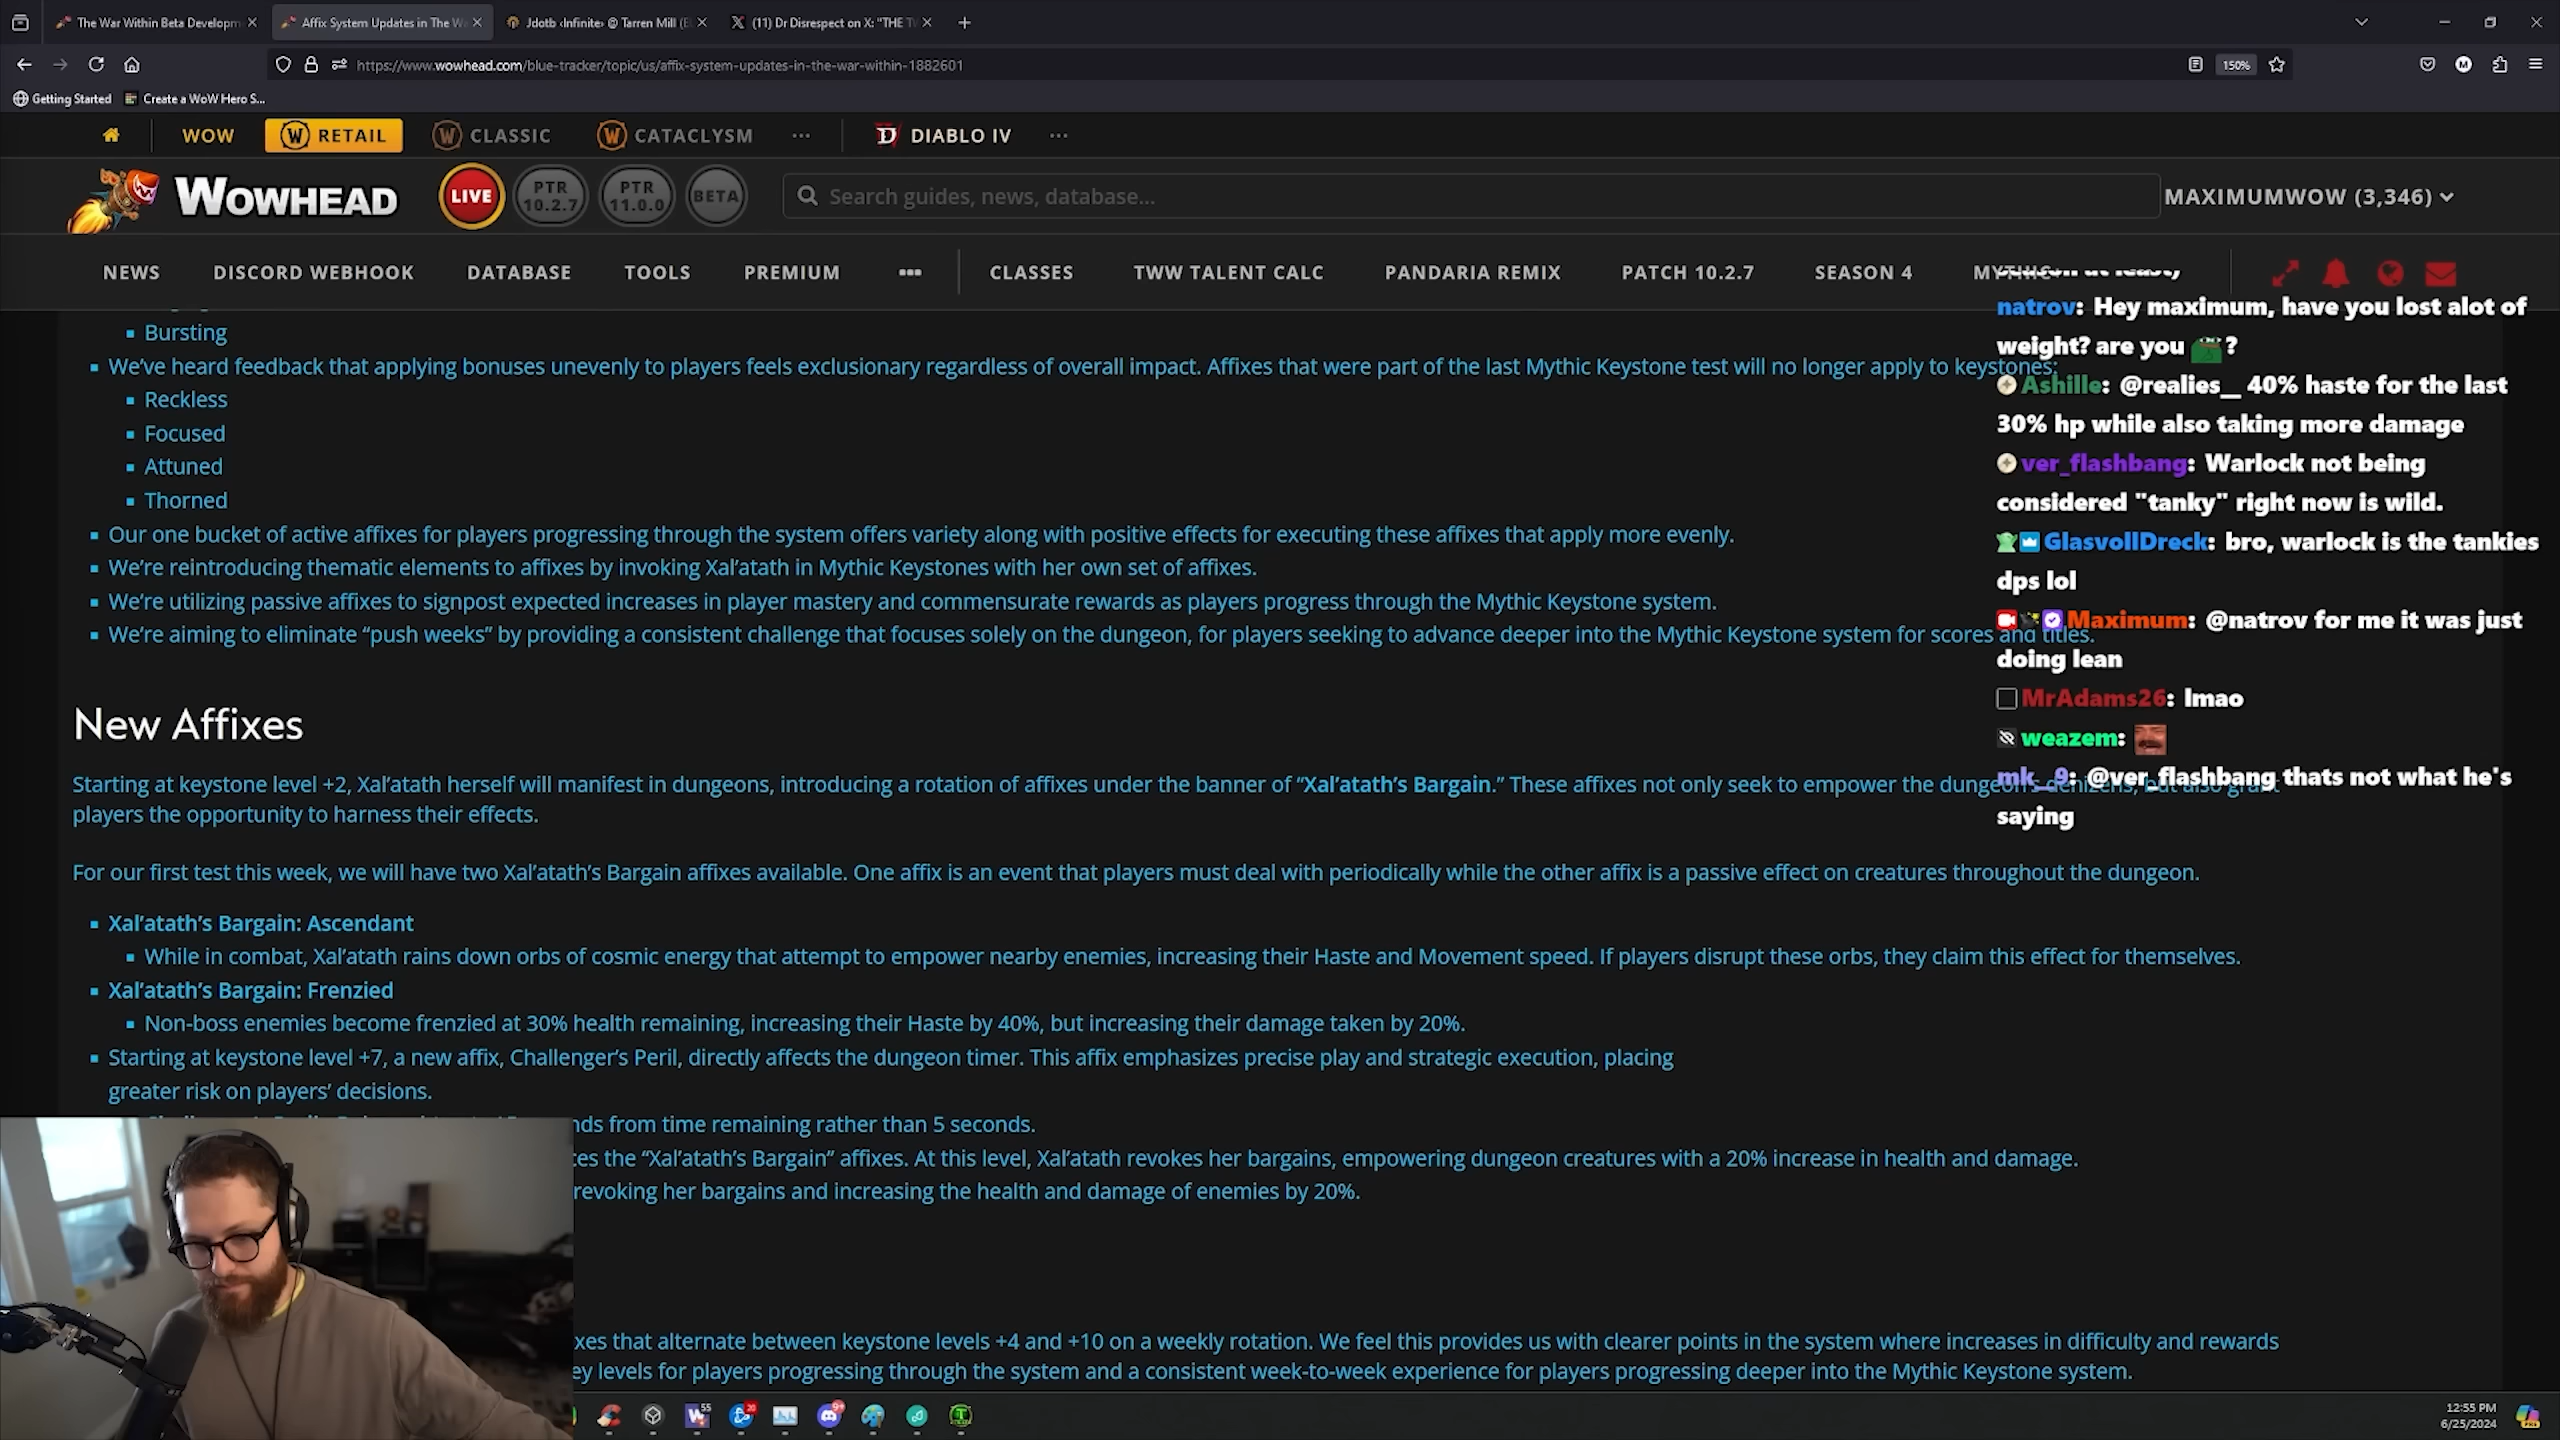 The War Within Beta Developm
Affix System Updates in The Wa
Jdotb ‹Infinite› @ Tarren Mill (E
(11) Dr Disrespect on X: "THE TV
https://www.wowhead.com/blue-tracker/topic/us/affix-system-updates-in-the-war-within-1882601
150%
M
Getting Started
Create a WoW Hero S...
WOW
RETAIL
CLASSIC
CATACLYSM
DIABLO IV
WOWHEAD
LIVE
PTR 10.2.7
PTR 11.0.0
BETA
Search guides, news, database...
MAXIMUMWOW (3,346)
NEWS
DISCORD WEBHOOK
DATABASE
TOOLS
PREMIUM
CLASSES
TWW TALENT CALC
PANDARIA REMIX
PATCH 10.2.7
SEASON 4
MYTHIC
Bursting
We've heard feedback that applying bonuses unevenly to players feels exclusionary regardless of overall impact. Affixes that were part of the last Mythic Keystone test will no longer apply to keystones:
Reckless
Focused
Attuned
Thorned
Our one bucket of active affixes for players progressing through the system offers variety along with positive effects for executing these affixes that apply more evenly.
We're reintroducing thematic elements to affixes by invoking Xal'atath in Mythic Keystones with her own set of affixes.
We're utilizing passive affixes to signpost expected increases in player mastery and commensurate rewards as players progress through the Mythic Keystone system.
We're aiming to eliminate "push weeks" by providing a consistent challenge that focuses solely on the dungeon, for players seeking to advance deeper into the Mythic Keystone system for scores and titles.
New Affixes
Starting at keystone level +2, Xal'atath herself will manifest in dungeons, introducing a rotation of affixes under the banner of "Xal'atath's Bargain." These affixes not only seek to empower the dungeon's denizens, but also grant
players the opportunity to harness their effects.
For our first test this week, we will have two Xal'atath's Bargain affixes available. One affix is an event that players must deal with periodically while the other affix is a passive effect on creatures throughout the dungeon.
Xal'atath's Bargain: Ascendant
While in combat, Xal'atath rains down orbs of cosmic energy that attempt to empower nearby enemies, increasing their Haste and Movement speed. If players disrupt these orbs, they claim this effect for themselves.
Xal'atath's Bargain: Frenzied
Non-boss enemies become frenzied at 30% health remaining, increasing their Haste by 40%, but increasing their damage taken by 20%.
Starting at keystone level +7, a new affix, Challenger's Peril, directly affects the dungeon timer. This affix emphasizes precise play and strategic execution, placing
greater risk on players' decisions.
nds from time remaining rather than 5 seconds.
es the "Xal'atath's Bargain" affixes. At this level, Xal'atath revokes her bargains, empowering dungeon creatures with a 20% increase in health and damage.
revoking her bargains and increasing the health and damage of enemies by 20%.
xes that alternate between keystone levels +4 and +10 on a weekly rotation. We feel this provides us with clearer points in the system where increases in difficulty and rewards
ey levels for players progressing through the system and a consistent week-to-week experience for players progressing deeper into the Mythic Keystone system.
at least,
natrov: Hey maximum, have you lost alot of
weight? are you ?
Ashille: @realies__ 40% haste for the last
30% hp while also taking more damage
ver_flashbang: Warlock not being
considered "tanky" right now is wild.
GlasvollDreck: bro, warlock is the tankies
dps lol
Maximum: @natrov for me it was just
doing lean
MrAdams26: lmao
weazem:
mk__9: @ver_flashbang thats not what he's
saying
55
20
9+
12:55 PM
6/25/2024